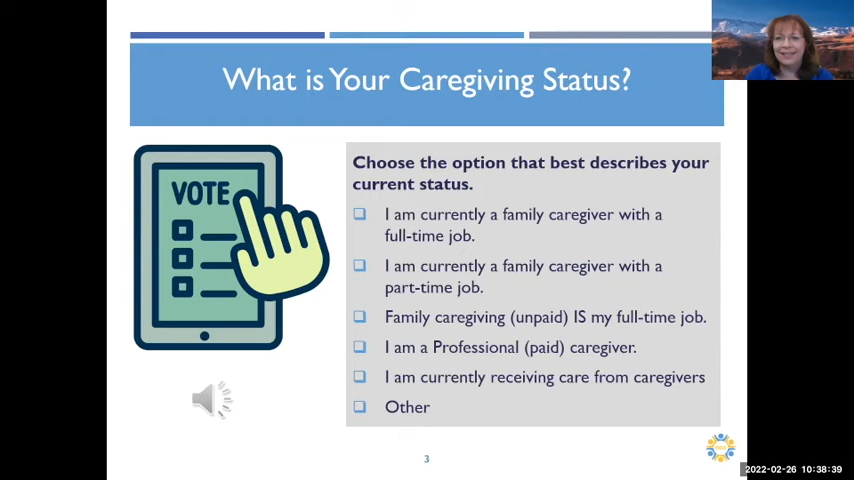 What is Your Caregiving Status?
VOTE
Choose the option that best describes your
current status.
I am currently a family caregiver with a
full-time job.
I am currently a family caregiver with a
part-time job.
Family caregiving (unpaid) IS my full-time job.
I am a Professional (paid) caregiver.
I am currently receiving care from caregivers
Other
3
2022-02-26 10:38:39